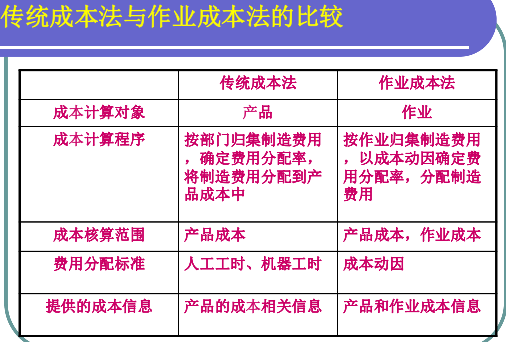 传统成本法与作业成本法的比较
传统成本法 作业成本法
成本计算对象 产品 作业
成本计算程序 按部门归集制造费用 按作业归集制造费用
，确定费用分配率， ，以成本动因确定费
将制造费用分配到产 用分配率，分配制造
品成本中 费用
成本核算范围 产品成本 产品成本，作业成本
费用分配标准 人工工时、机器工时 成本动因
提供的成本信息 产品的成本相关信息 产品和作业成本信息